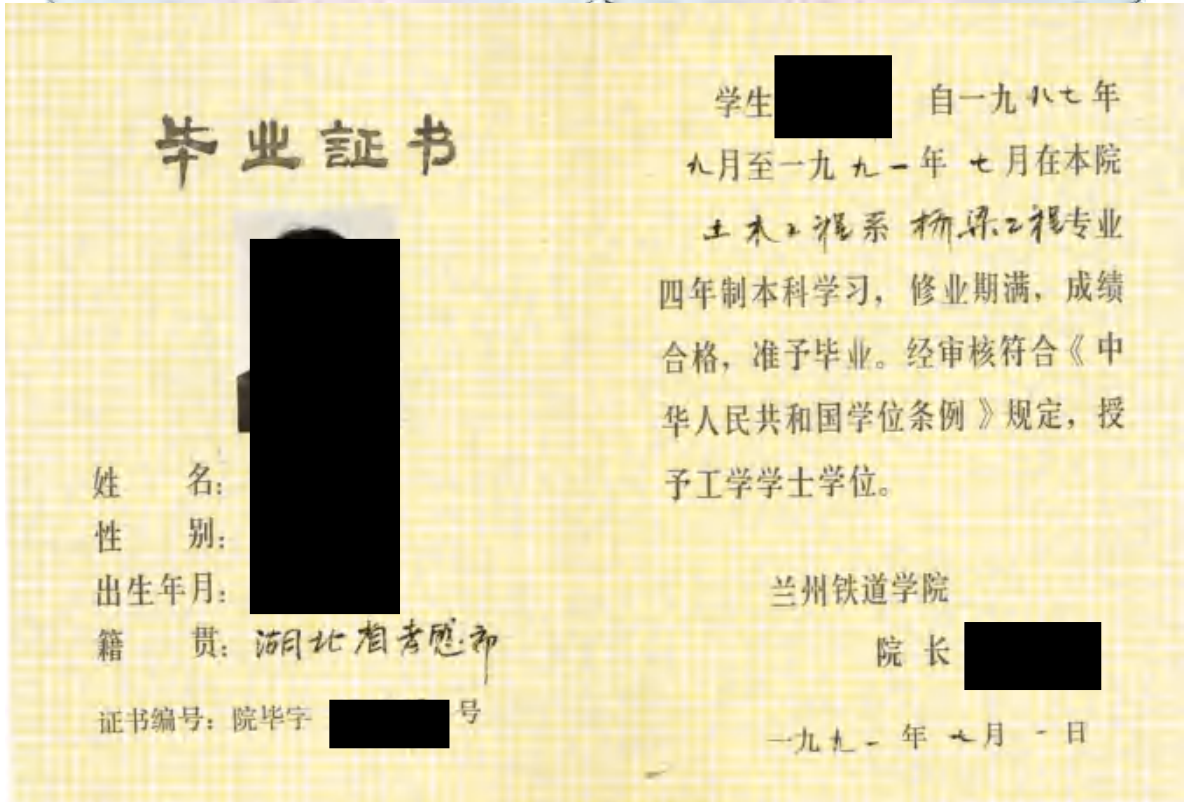 毕业証书
姓 名：
性 别：
出生年月：
籍 贯：湖北省孝感市
证书编号：院毕字 号
学生 自一九八七年
九月至一九九一年七月在本院
土木工程系桥梁工程专业
四年制本科学习，修业期满，成绩
合格，准予毕业。经审核符合《中
华人民共和国学位条例》规定，授
予工学学士学位。
兰州铁道学院
院长
一九九一年七月一日